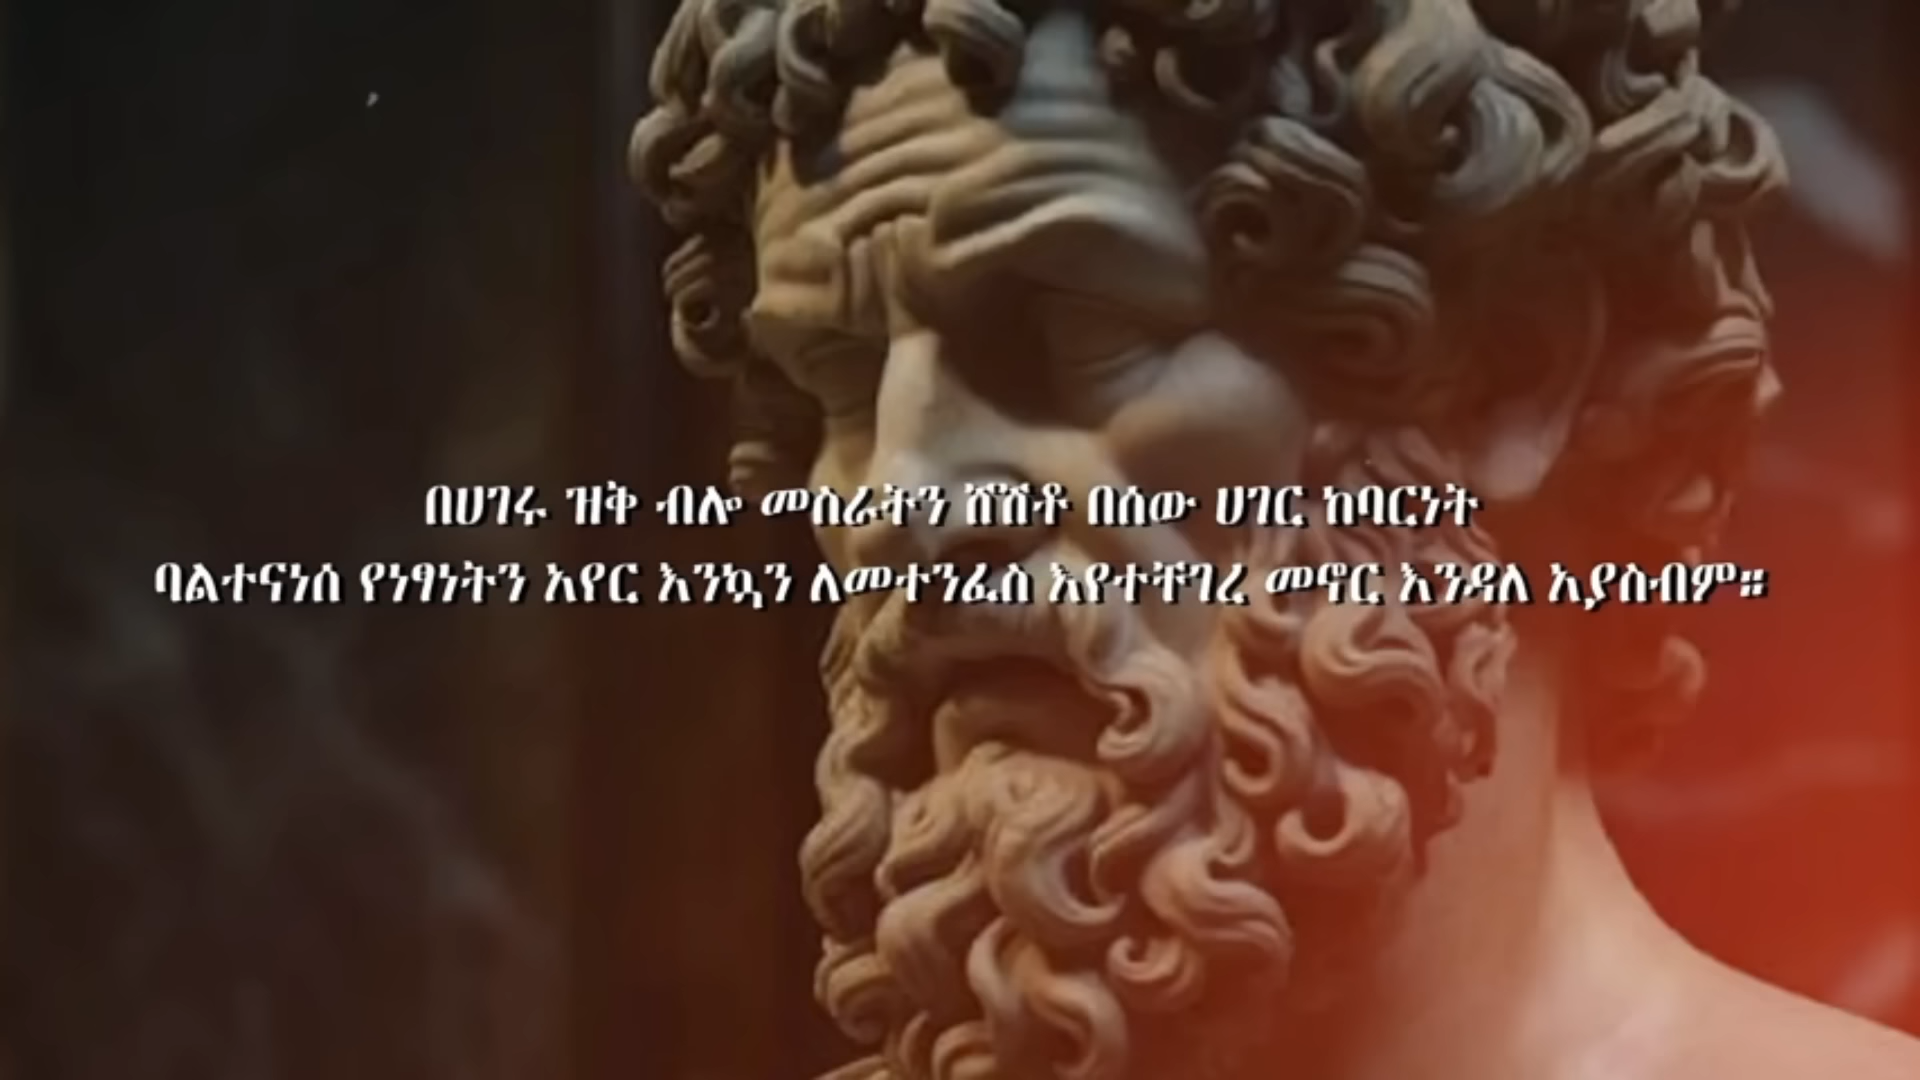 በሀገሩ ዝቅ ብሎ መስራትን ሸሽቶ በሰው ሀገር ከባርነት
ባልተናነሰ የነፃነትን አየር እንኳን ለመተንፈስ እየተቸገረ መኖር እንዳለ አያስብም።